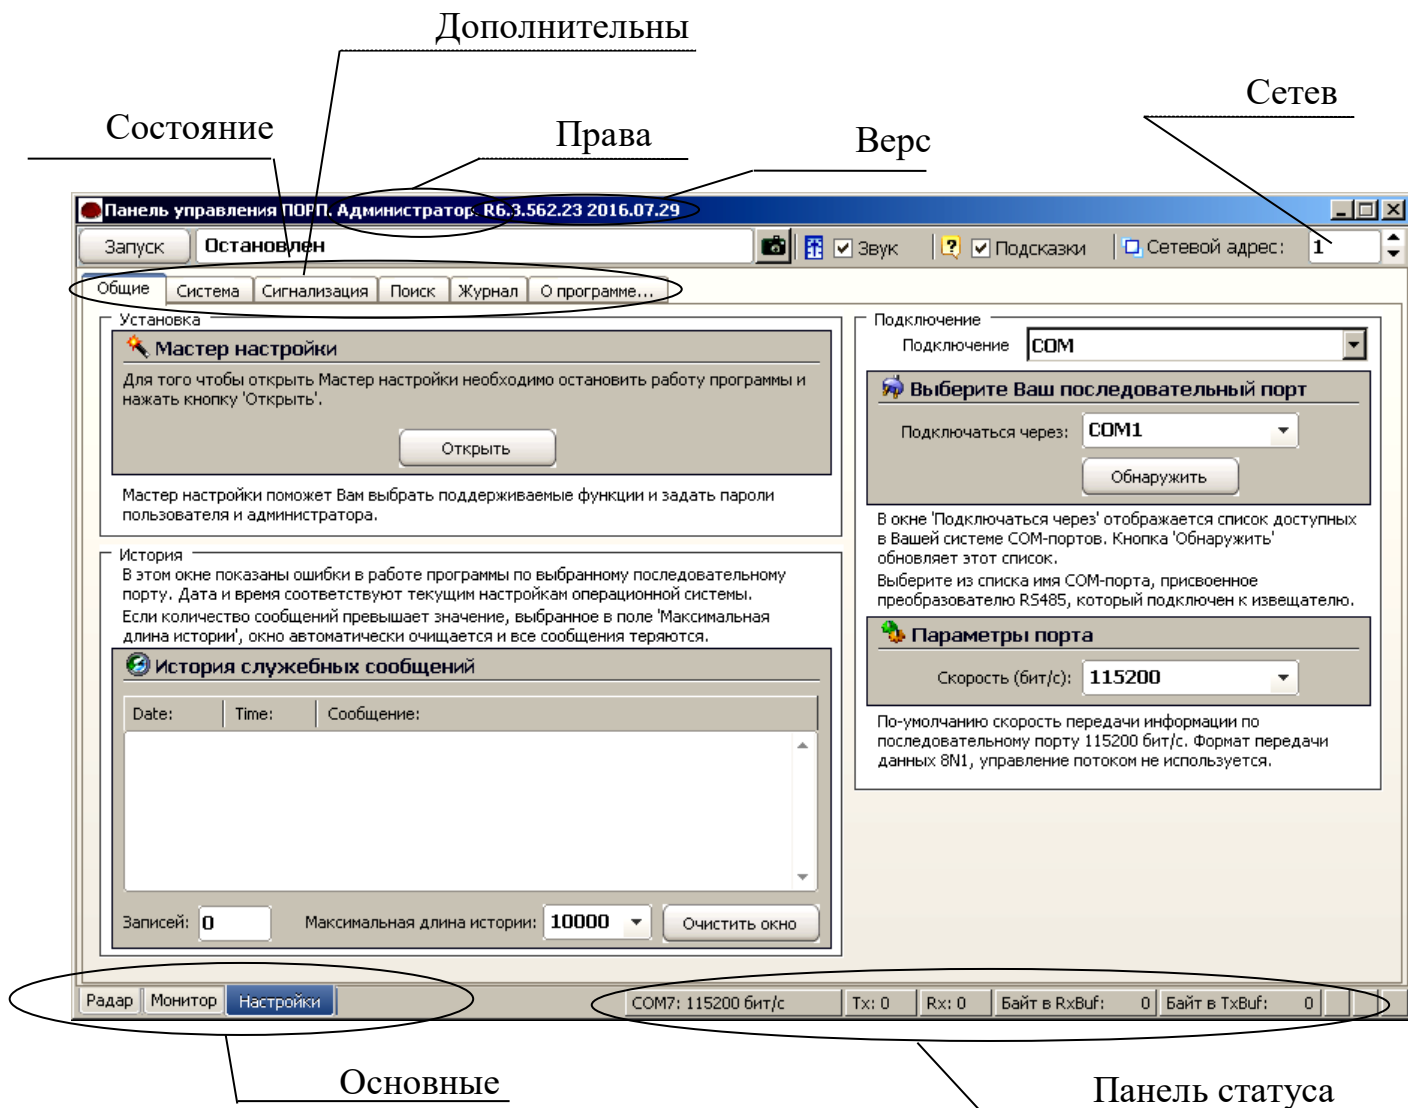 Дополнительны
Сетев
Состояние
Права
Верс
Панель управления ПОРП. Администратор. R6.3.562.23 2016.07.29
Запуск
Остановлен
Звук
Подсказки
Сетевой адрес:
1
Общие
Система
Сигнализация
Поиск
Журнал
О программе...
Установка
Мастер настройки
Для того чтобы открыть Мастер настройки необходимо остановить работу программы и
нажать кнопку 'Открыть'.
Открыть
Мастер настройки поможет Вам выбрать поддерживаемые функции и задать пароли
пользователя и администратора.
История
В этом окне показаны ошибки в работе программы по выбранному последовательному
порту. Дата и время соответствуют текущим настройкам операционной системы.
Если количество сообщений превышает значение, выбранное в поле 'Максимальная
длина истории', окно автоматически очищается и все сообщения теряются.
История служебных сообщений
Date:
Time:
Сообщение:
Записей:
0
Максимальная длина истории:
10000
Очистить окно
Подключение
Подключение
COM
Выберите Ваш последовательный порт
Подключаться через:
COM1
Обнаружить
В окне 'Подключаться через' отображается список доступных
в Вашей системе COM-портов. Кнопка 'Обнаружить'
обновляет этот список.
Выберите из списка имя COM-порта, присвоенное
преобразователю RS485, который подключен к извещателю.
Параметры порта
Скорость (бит/с):
115200
По-умолчанию скорость передачи информации по
последовательному порту 115200 бит/с. Формат передачи
данных 8N1, управление потоком не используется.
Радар
Монитор
Настройки
COM7: 115200 бит/с
Tx: 0
Rx: 0
Байт в RxBuf: 0
Байт в TxBuf: 0
Основные
Панель статуса